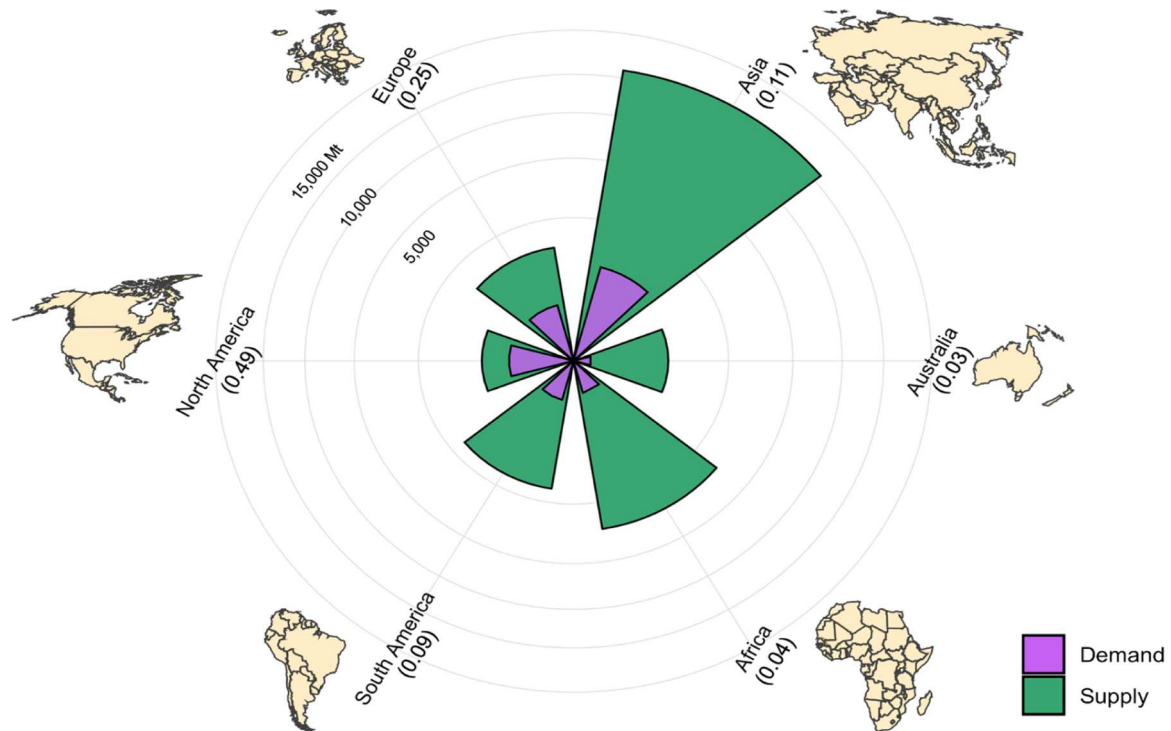 Europe
(0.25)
Asia
(0.11)
15,000 Mt
10,000
5,000
North America
(0.49)
Australia
(0.03)
South America
(0.09)
Africa
(0.04)
Demand
Supply